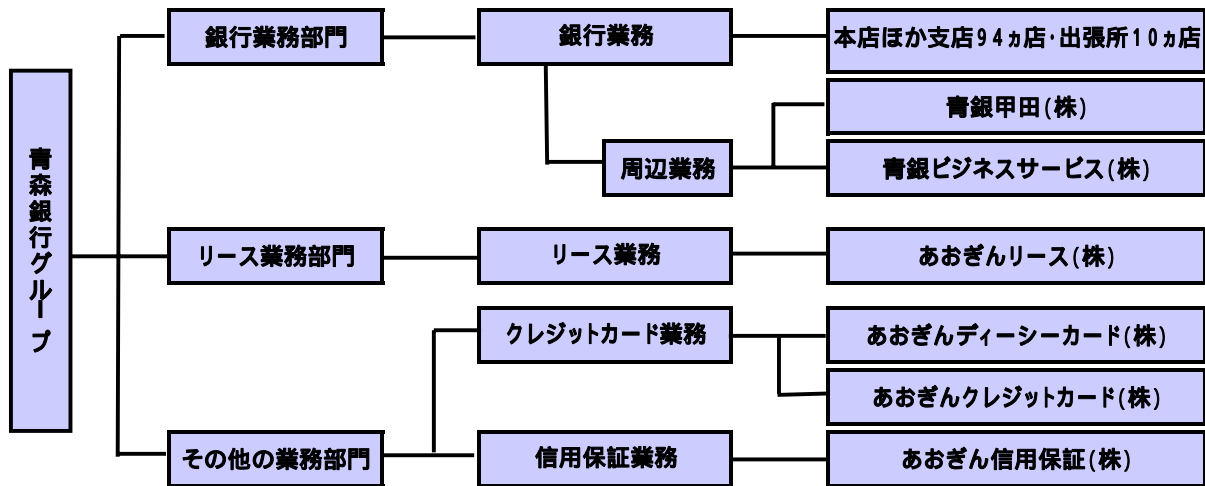 青森銀行グループ
銀行業務部門
銀行業務
本店ほか支店94ヵ店・出張所10ヵ店
青銀甲田(株)
周辺業務
青銀ビジネスサービス(株)
リース業務部門
リース業務
あおぎんリース(株)
クレジットカード業務
あおぎんディーシーカード(株)
あおぎんクレジットカード(株)
その他の業務部門
信用保証業務
あおぎん信用保証(株)